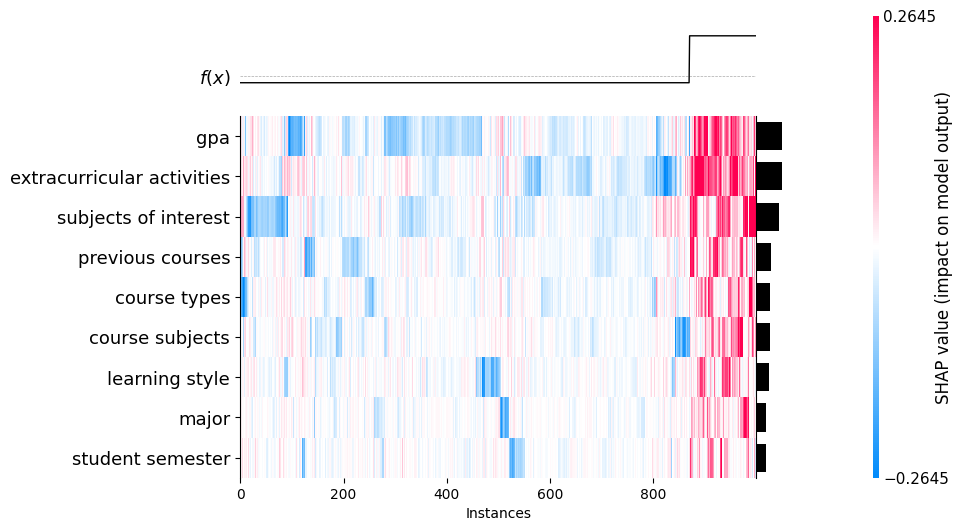 0.2645
f(x)
gpa
extracurricular activities
subjects of interest
previous courses
course types
course subjects
learning style
major
student semester
0 200 400 600 800
Instances
−0.2645
SHAP value (impact on model output)